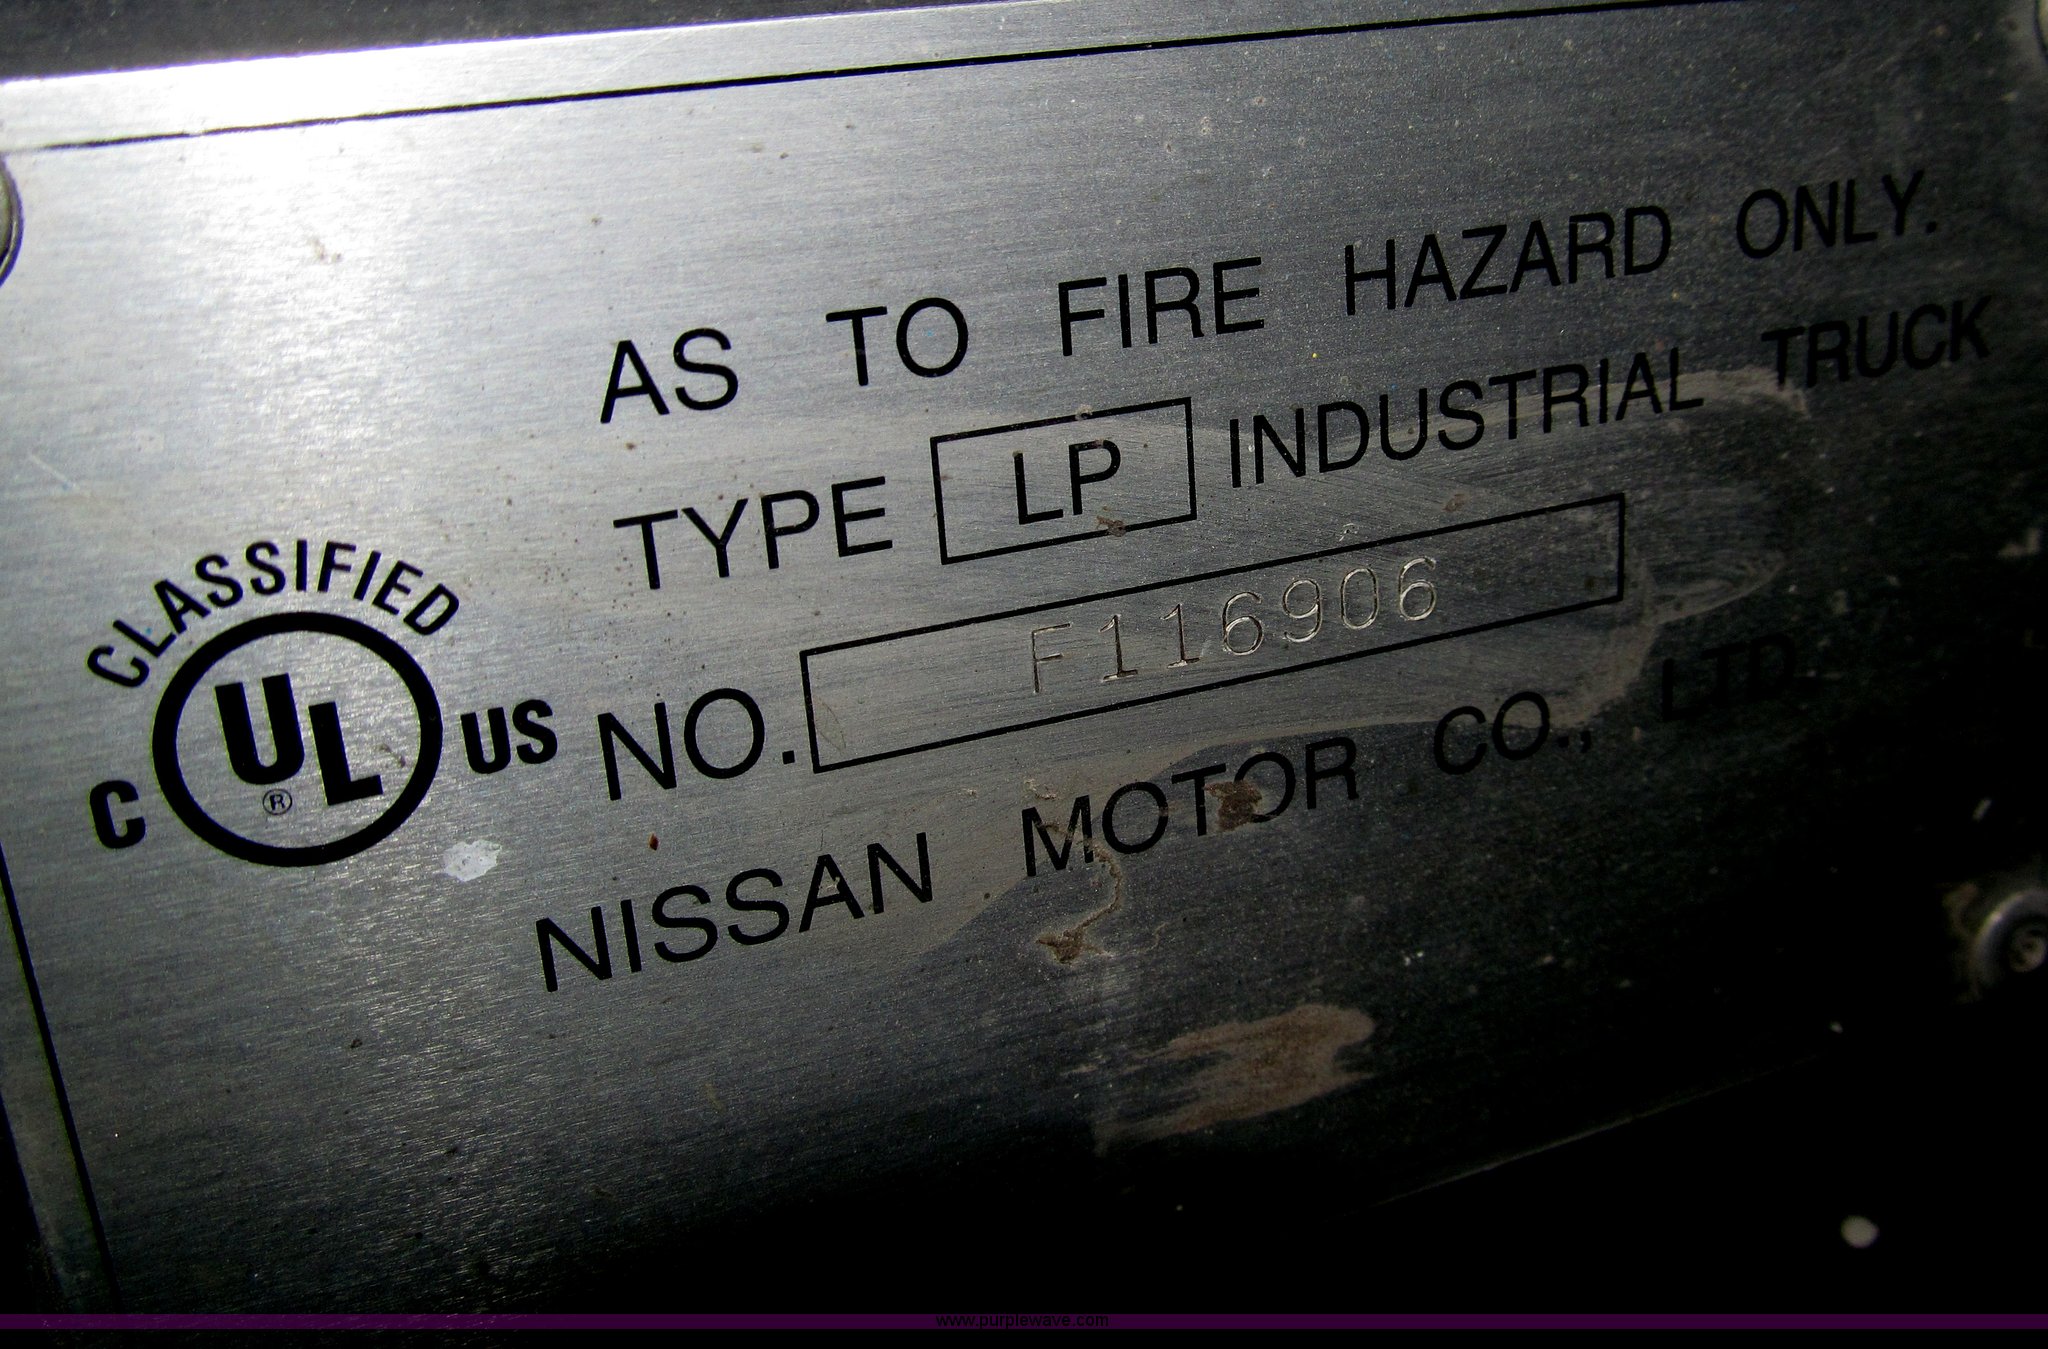 AS TO FIRE HAZARD ONLY.
TYPE LP INDUSTRIAL TRUCK
CLASSIFIED
C UL ® US
NO. F116906
NISSAN MOTOR CO., LTD.
www.purplewave.com